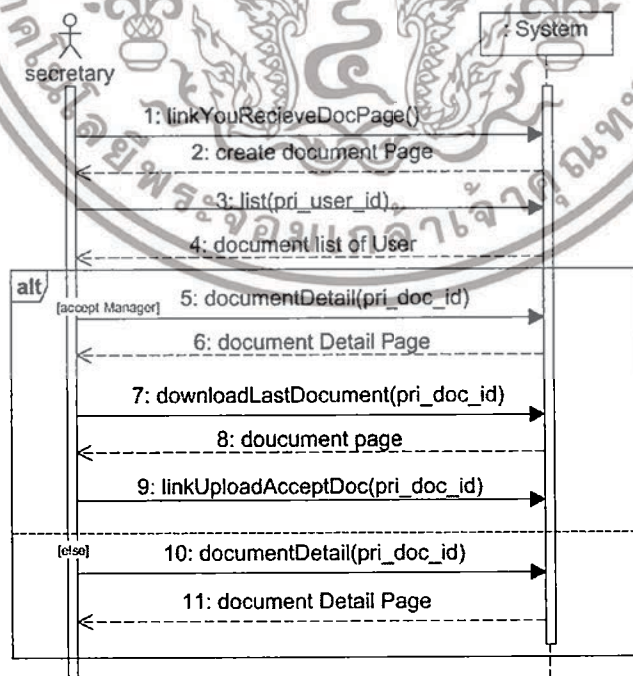 : System
secretary
1: linkYouRecieveDocPage()
2: create document Page
3: list(pri_user_id)
4: document list of User
alt
[accept Manager]
5: documentDetail(pri_doc_id)
6: document Detail Page
7: downloadLastDocument(pri_doc_id)
8: doucument page
9: linkUploadAcceptDoc(pri_doc_id)
[else]
10: documentDetail(pri_doc_id)
11: document Detail Page